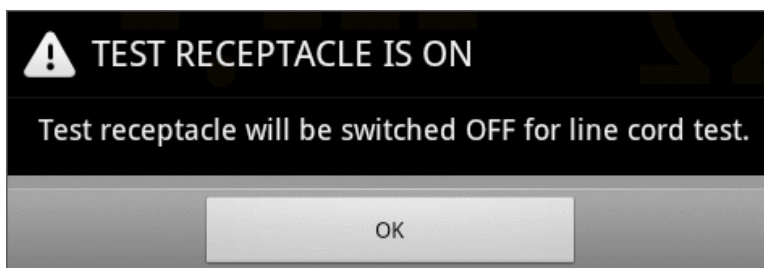 TEST RECEPTACLE IS ON
Test receptacle will be switched OFF for line cord test.
OK